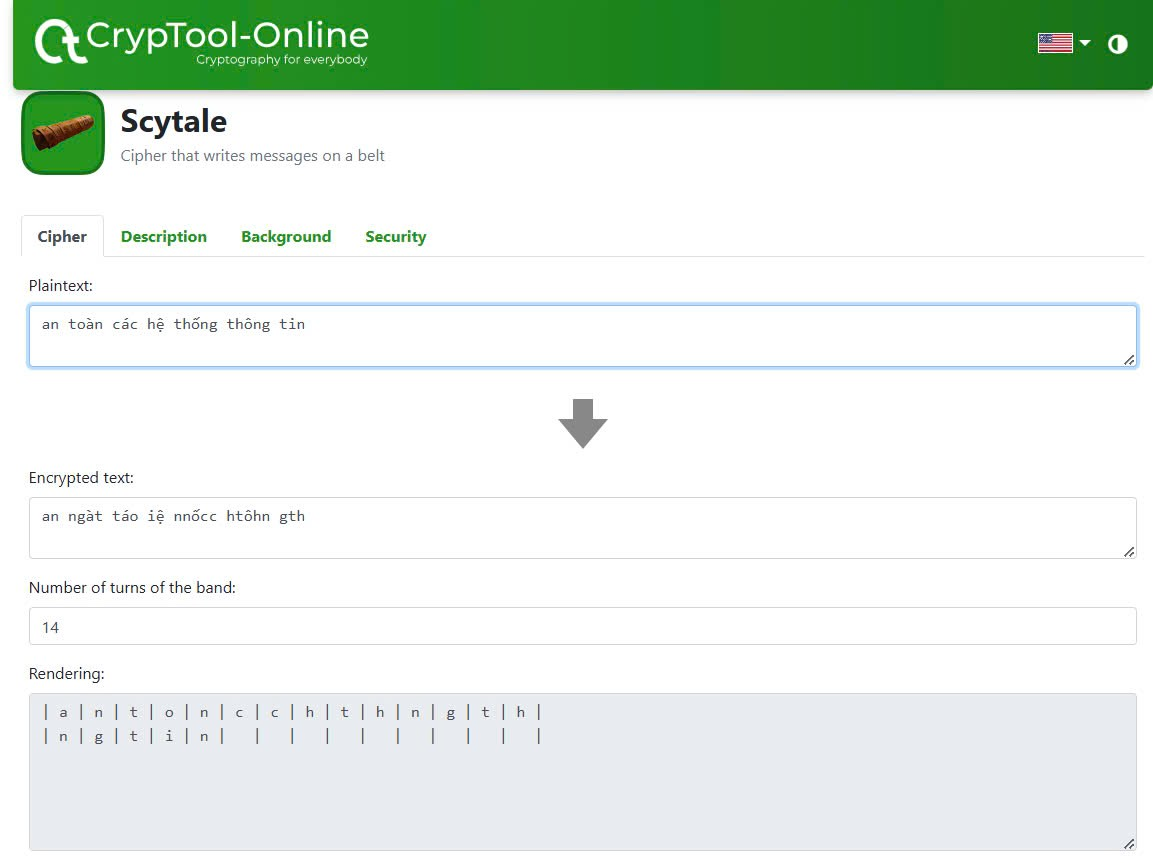 CrypTool-Online
Cryptography for everybody
Scytale
Cipher that writes messages on a belt
Cipher Description Background Security
Plaintext:
an toàn các hệ thống thông tin
Encrypted text:
an ngàt táo iệ nnốcc htôhn gth
Number of turns of the band:
14
Rendering:
| a | n | t | o | n | c | c | h | t | h | n | g | t | h |
| n | g | t | i | n |   |   |   |   |   |   |   |   |   |